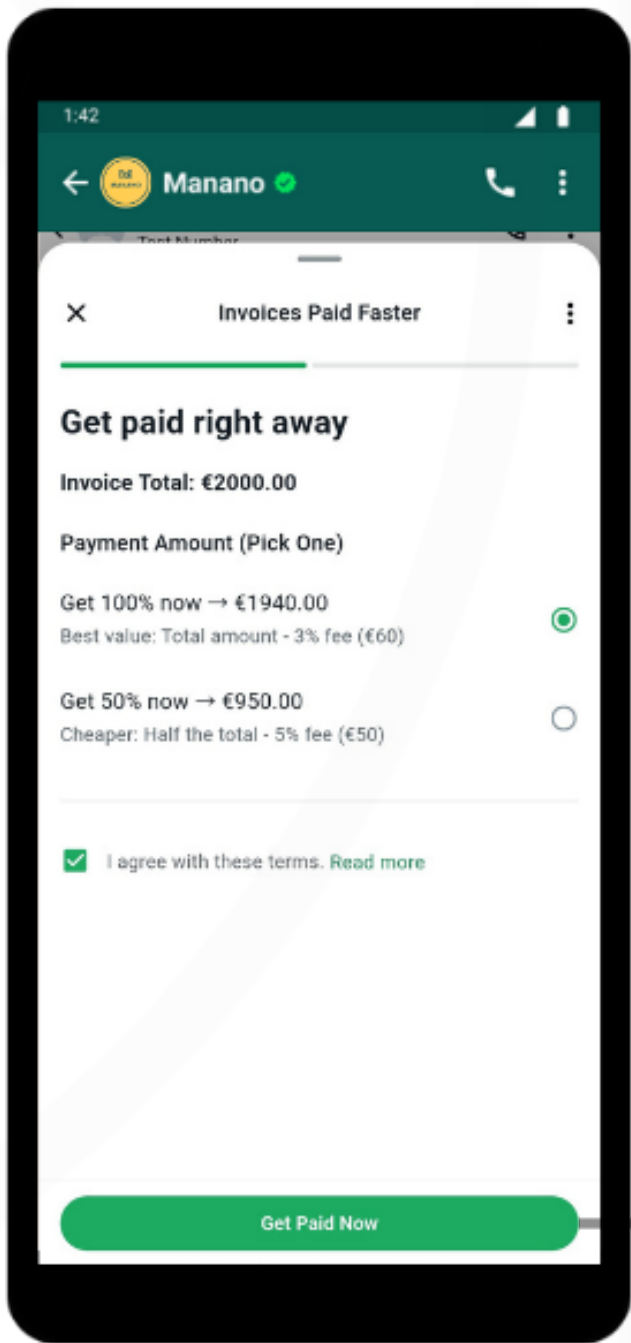 1:42
Manano
Test Number
Invoices Paid Faster
Get paid right away
Invoice Total: €2000.00
Payment Amount (Pick One)
Get 100% now → €1940.00
Best value: Total amount - 3% fee (€60)
Get 50% now → €950.00
Cheaper: Half the total - 5% fee (€50)
I agree with these terms. Read more
Get Paid Now